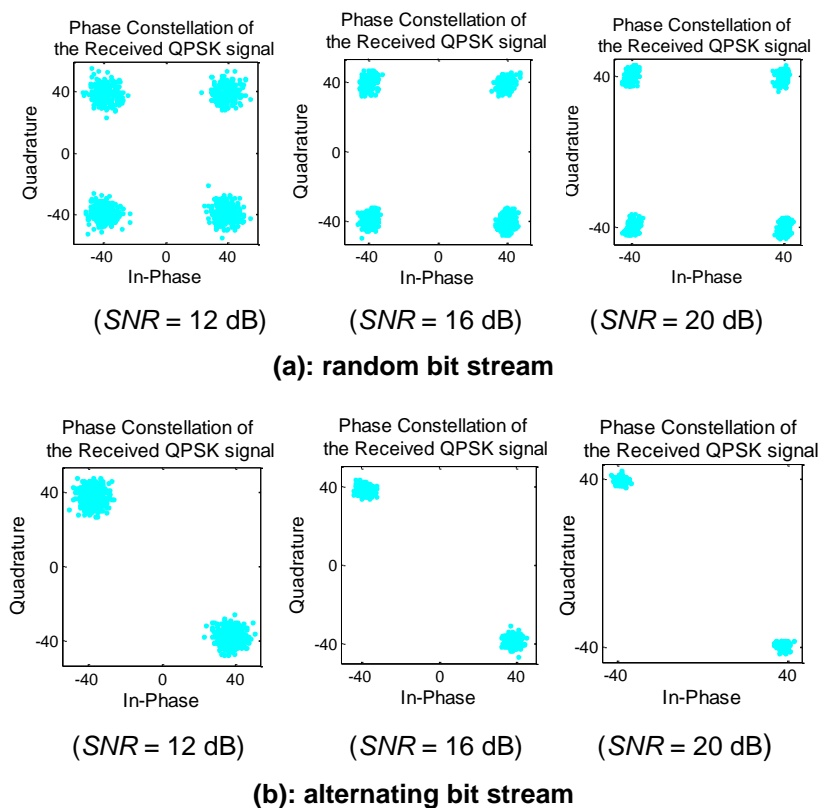 Phase Constellation of
the Received QPSK signal
Quadrature
40
0
-40
-40
0
40
In-Phase
(SNR = 12 dB)
Phase Constellation of
the Received QPSK signal
Quadrature
40
0
-40
-40
0
40
In-Phase
(SNR = 16 dB)
Phase Constellation of
the Received QPSK signal
Quadrature
40
-40
-40
40
In-Phase
(SNR = 20 dB)
(a): random bit stream
Phase Constellation of
the Received QPSK signal
Quadrature
40
0
-40
-40
0
40
In-Phase
(SNR = 12 dB)
Phase Constellation of
the Received QPSK signal
Quadrature
40
0
-40
-40
0
40
In-Phase
(SNR = 16 dB)
Phase Constellation of
the Received QPSK signal
Quadrature
40
-40
-40
40
In-Phase
(SNR = 20 dB)
(b): alternating bit stream